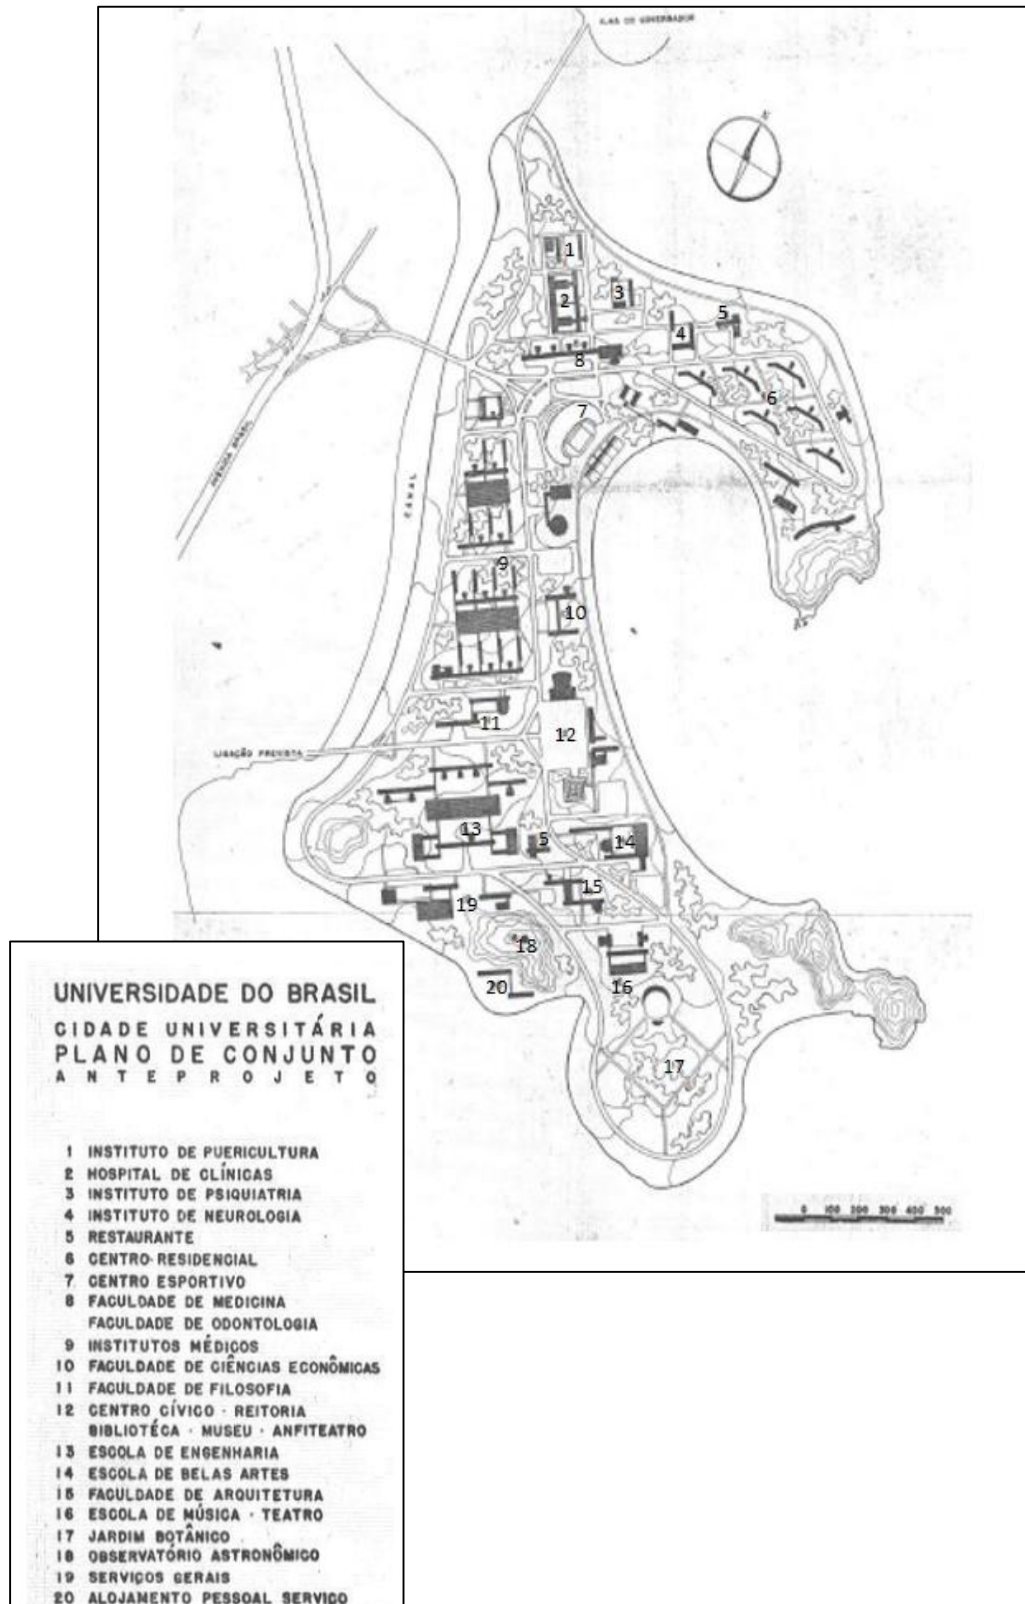 ILHA DO GOVERNADOR
N
1
2
3
5
4
8
6
7
AVENIDA BRASIL
CANAL
9
10
11
12
LIGAÇÃO PREVISTA
13
5
14
15
19
18
20
16
17
0 100 200 300 400 500
UNIVERSIDADE DO BRASIL
CIDADE UNIVERSITÁRIA
PLANO DE CONJUNTO
ANTEPROJETO
1 INSTITUTO DE PUERICULTURA
2 HOSPITAL DE CLÍNICAS
3 INSTITUTO DE PSIQUIATRIA
4 INSTITUTO DE NEUROLOGIA
5 RESTAURANTE
6 CENTRO RESIDENCIAL
7 CENTRO ESPORTIVO
8 FACULDADE DE MEDICINA
FACULDADE DE ODONTOLOGIA
9 INSTITUTOS MÉDICOS
10 FACULDADE DE CIÊNCIAS ECONÔMICAS
11 FACULDADE DE FILOSOFIA
12 CENTRO CÍVICO · REITORIA
BIBLIOTÉCA · MUSEU · ANFITEATRO
13 ESCOLA DE ENGENHARIA
14 ESCOLA DE BELAS ARTES
15 FACULDADE DE ARQUITETURA
16 ESCOLA DE MÚSICA · TEATRO
17 JARDIM BOTÂNICO
18 OBSERVATÓRIO ASTRONÔMICO
19 SERVIÇOS GERAIS
20 ALOJAMENTO PESSOAL SERVIÇO